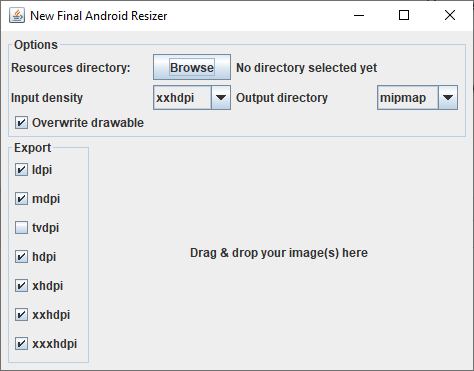 New Final Android Resizer
Options
Resources directory: Browse No directory selected yet
Input density xxhdpi Output directory mipmap
Overwrite drawable
Export
ldpi
mdpi
tvdpi
hdpi
xhdpi
xxhdpi
xxxhdpi
Drag & drop your image(s) here